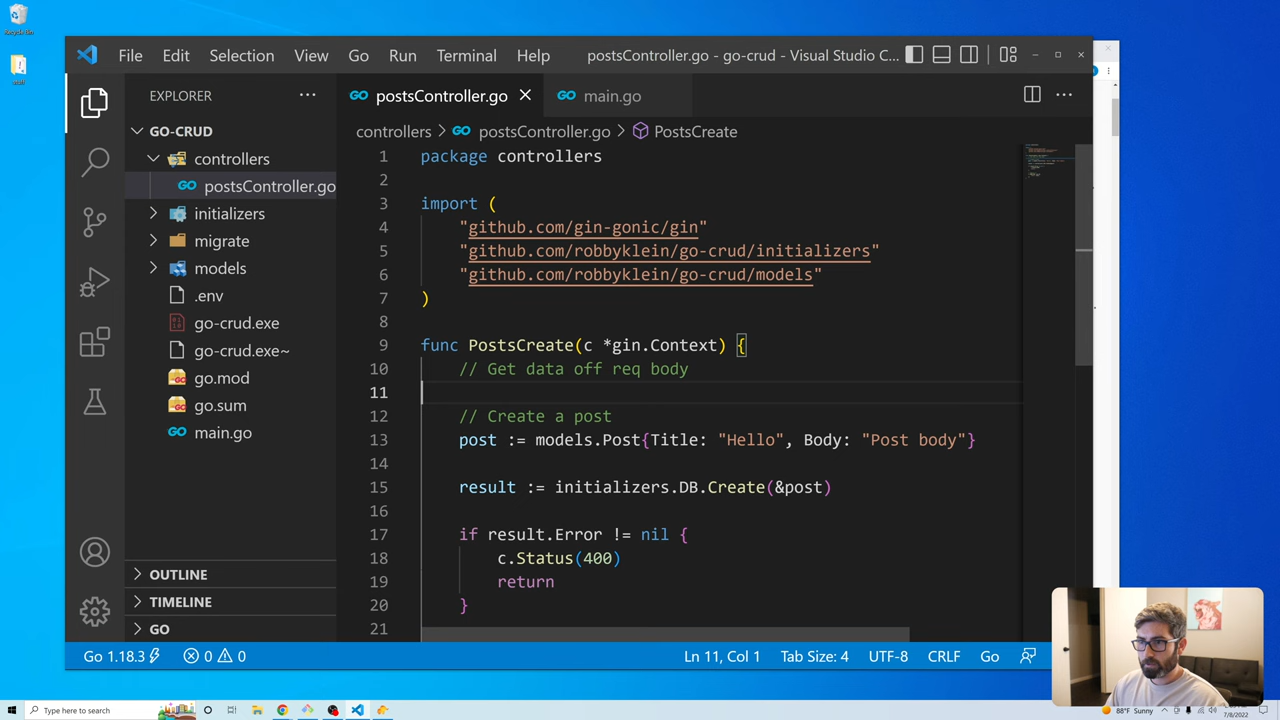 Recycle Bin
File Edit Selection View Go Run Terminal Help postsController.go - go-crud - Visual Studio C...
EXPLORER
postsController.go
main.go
controllers > postsController.go > PostsCreate
GO-CRUD
controllers
postsController.go
initializers
migrate
models
.env
go-crud.exe
go-crud.exe~
go.mod
go.sum
main.go
OUTLINE
TIMELINE
GO
1 package controllers
2
3 import (
4 "github.com/gin-gonic/gin"
5 "github.com/robbyklein/go-crud/initializers"
6 "github.com/robbyklein/go-crud/models"
7 )
8
9 func PostsCreate(c *gin.Context) {
10 // Get data off req body
11
12 // Create a post
13 post := models.Post{Title: "Hello", Body: "Post body"}
14
15 result := initializers.DB.Create(&post)
16
17 if result.Error != nil {
18 c.Status(400)
19 return
20 }
21
Go 1.18.3 0 0 Ln 11, Col 1 Tab Size: 4 UTF-8 CRLF Go
Type here to search
88°F Sunny
7/8/2022